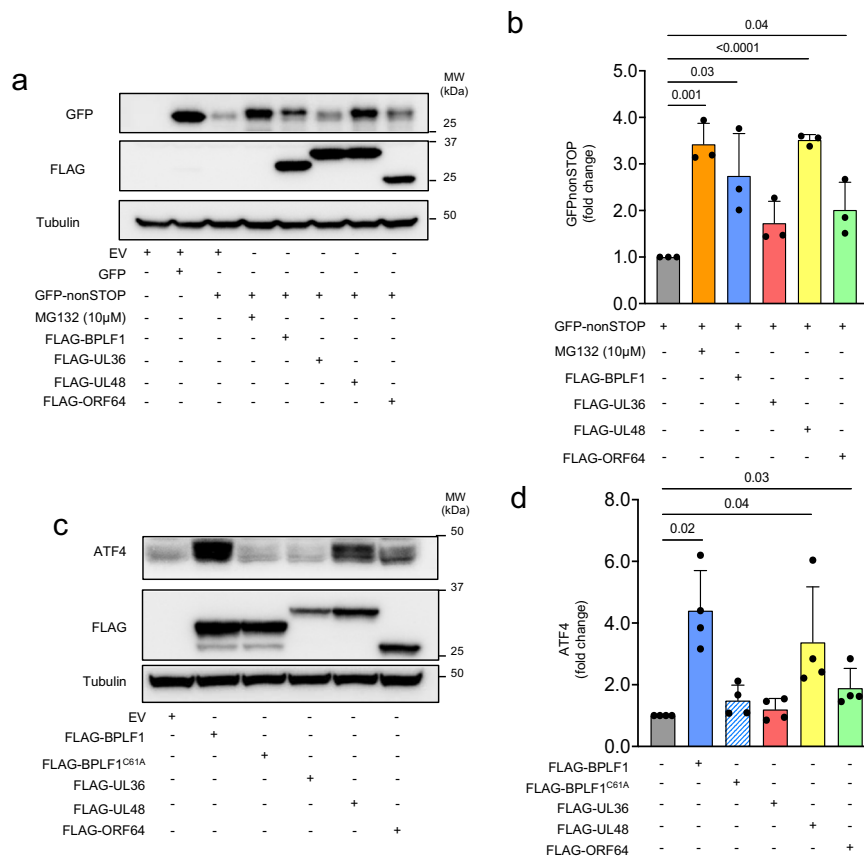 a
MW
(kDa)
GFP
25
37
FLAG
25
Tubulin
50
EV + + + - - - - -
GFP - + - - - - - -
GFP-nonSTOP - - + + + + + +
MG132 (10μM) - - - + - - - -
FLAG-BPLF1 - - - - + - - -
FLAG-UL36 - - - - - + - -
FLAG-UL48 - - - - - - + -
FLAG-ORF64 - - - - - - - +
b
0.04
<0.0001
0.03
0.001
GFPnonSTOP
(fold change)
5.0
4.0
3.0
2.0
1.0
0.0
GFP-nonSTOP + + + + + +
MG132 (10μM) - + - - - -
FLAG-BPLF1 - - + - - -
FLAG-UL36 - - - + - -
FLAG-UL48 - - - - + -
FLAG-ORF64 - - - - - +
c
MW
(kDa)
50
ATF4
37
FLAG
25
Tubulin
50
EV + - - - - -
FLAG-BPLF1 - + - - - -
FLAG-BPLF1C61A - - + - - -
FLAG-UL36 - - - + - -
FLAG-UL48 - - - - + -
FLAG-ORF64 - - - - - +
d
0.03
0.04
0.02
ATF4
(fold change)
8.0
6.0
4.0
2.0
0.0
FLAG-BPLF1 - + - - - -
FLAG-BPLF1C61A - - + - - -
FLAG-UL36 - - - + - -
FLAG-UL48 - - - - + -
FLAG-ORF64 - - - - - +